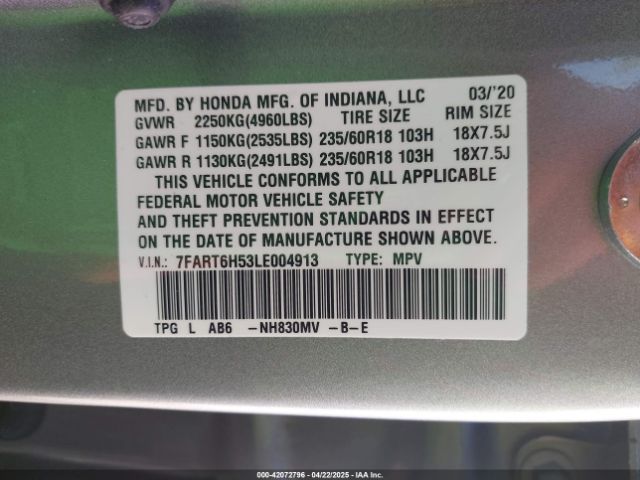 MFD. BY HONDA MFG. OF INDIANA, LLC 03/'20
GVWR 2250KG(4960LBS) TIRE SIZE RIM SIZE
GAWR F 1150KG(2535LBS) 235/60R18 103H 18X7.5J
GAWR R 1130KG(2491LBS) 235/60R18 103H 18X7.5J
THIS VEHICLE CONFORMS TO ALL APPLICABLE
FEDERAL MOTOR VEHICLE SAFETY
AND THEFT PREVENTION STANDARDS IN EFFECT
ON THE DATE OF MANUFACTURE SHOWN ABOVE.
V.I.N.: 7FART6H53LE004913 TYPE: MPV
TPG L AB6 -NH830MV -B-E
000-42072796 - 04/22/2025 - IAA Inc.